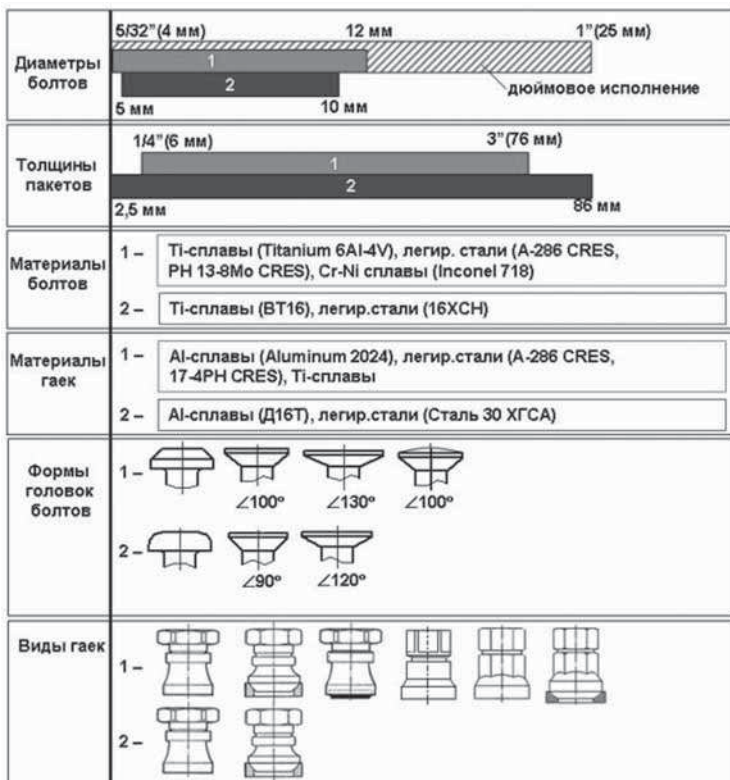 5/32”(4 мм) 12 мм 1”(25 мм)
Диаметры
болтов
1
2
дюймовое исполнение
5 мм 10 мм
1/4”(6 мм) 3”(76 мм)
Толщины
пакетов
1
2
2,5 мм 86 мм
Материалы
болтов
1 – Ti-сплавы (Titanium 6Al-4V), легир. стали (A-286 CRES,
PH 13-8Mo CRES), Cr-Ni сплавы (Inconel 718)
2 – Ti-сплавы (ВТ16), легир.стали (16ХСН)
Материалы
гаек
1 – Al-сплавы (Aluminum 2024), легир.стали (A-286 CRES,
17-4PH CRES), Ti-сплавы
2 – Al-сплавы (Д16Т), легир.стали (Сталь 30 ХГСА)
Формы
головок
болтов
1 –
∠100° ∠130° ∠100°
2 –
∠90° ∠120°
Виды гаек
1 –
2 –